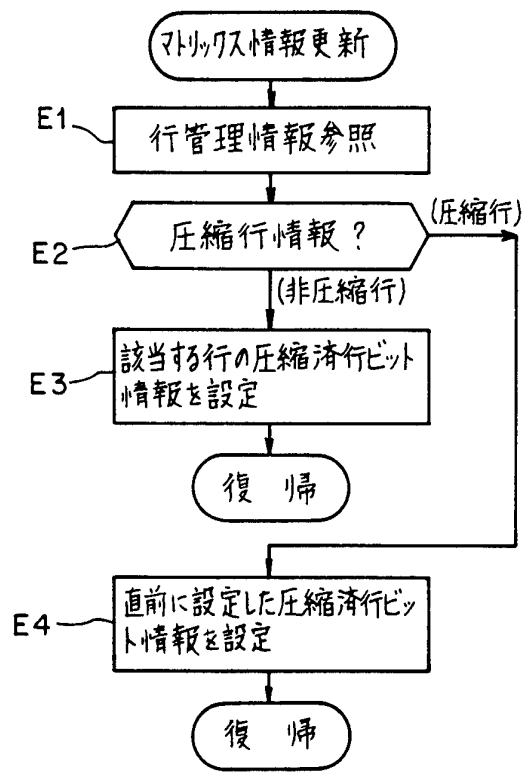 マトリックス情報更新
E1
行管理情報参照
(圧縮行)
E2
圧縮行情報?
(非圧縮行)
E3
該当する行の圧縮済行ビット
情報を設定
復 帰
E4
直前に設定した圧縮済行ビッ
ト情報を設定
復 帰